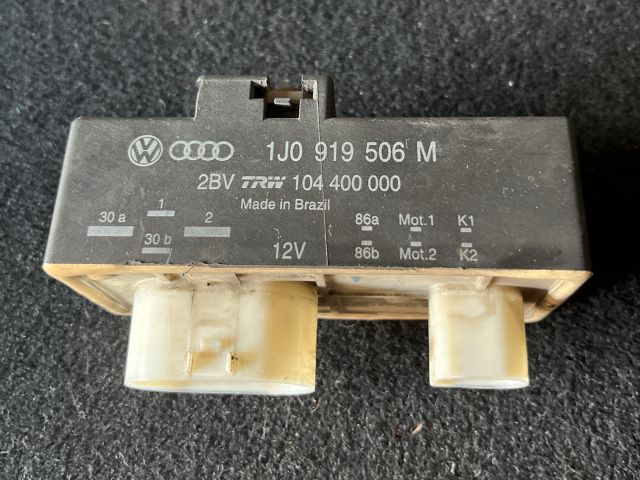 1J0 919 506 M
2BV TRW 104 400 000
Made in Brazil
30 a 1 2 86a Mot.1 K1
30 b 12V 86b Mot.2 K2